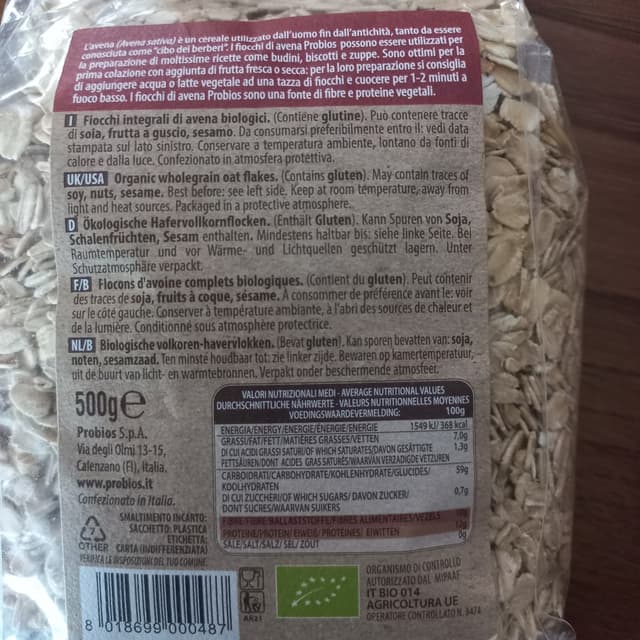 L'avena (Avena sativa) è un cereale utilizzato dall'uomo fin dall'antichità, tanto da essere
conosciuta come "cibo dei berberi". I fiocchi di avena Probios possono essere utilizzati per
la preparazione di moltissime ricette come budini, biscotti e zuppe. Sono ottimi per la
prima colazione con aggiunta di frutta fresca o secca: per la loro preparazione si consiglia
di aggiungere acqua o latte vegetale ad una tazza di fiocchi e cuocere per 1-2 minuti a
fuoco basso. I fiocchi di avena Probios sono una fonte di fibre e proteine vegetali.
I Fiocchi integrali di avena biologici. (Contiene glutine). Può contenere tracce
di soia, frutta a guscio, sesamo. Da consumarsi preferibilmente entro il: vedi data
stampata sul lato sinistro. Conservare a temperatura ambiente, lontano da fonti di
calore e dalla luce. Confezionato in atmosfera protettiva.
UK/USA Organic wholegrain oat flakes. (Contains gluten). May contain traces of
soy, nuts, sesame. Best before: see left side. Keep at room temperature, away from
light and heat sources. Packaged in a protective atmosphere.
D Ökologische Hafervollkornflocken. (Enthält Gluten). Kann Spuren von Soja,
Schalenfrüchten, Sesam enthalten. Mindestens haltbar bis: siehe linke Seite. Bei
Raumtemperatur und vor Wärme- und Lichtquellen geschützt lagern. Unter
Schutzatmosphäre verpackt.
F/B Flocons d'avoine complets biologiques. (Contient du gluten). Peut contenir
des traces de soja, fruits à coque, sésame. À consommer de préférence avant le: voir
sur le côté gauche. Conserver à température ambiante, à l'abri des sources de chaleur et
de la lumière. Conditionné sous atmosphère protectrice.
NL/B Biologische volkoren-havervlokken. (Bevat gluten). Kan sporen bevatten van: soja,
noten, sesamzaad. Ten minste houdbaar tot: zie linker zijde. Bewaren op kamertemperatuur,
uit de buurt van licht- en warmtebronnen. Verpakt onder beschermende atmosfeer.
500g ℮
Probios S.p.A.
Via degli Olmi 13-15,
Calenzano (FI), Italia.
www.probios.it
Confezionato in Italia.
SMALTIMENTO INCARTO:
SACCHETTO: PLASTICA
ETICHETTA:
CARTA (INDIFFERENZIATA)
7
OTHER
VERIFICA LE DISPOSIZIONI DEL TUO COMUNE.
VALORI NUTRIZIONALI MEDI - AVERAGE NUTRITIONAL VALUES
DURCHSCHNITTLICHE NÄHRWERTE - VALEURS NUTRITIONNELLES MOYENNES
VOEDINGSWAARDEVERMELDING: 100g
ENERGIA/ENERGY/ENERGIE/ÉNERGIE/ENERGIE 1549 kJ/ 368 kcal
GRASSI/FAT/FETT/MATIÈRES GRASSES/VETTEN 7,0g
DI CUI ACIDI GRASSI SATURI/OF WHICH SATURATES/DAVON GESÄTTIGTE 1,3g
FETTSÄUREN/DONT ACIDES GRAS SATURÉS/WAARVAN VERZADIGDE VETZUREN
CARBOIDRATI/CARBOHYDRATE/KOHLENHYDRATE/GLUCIDES/ 59g
KOOLHYDRATEN
DI CUI ZUCCHERI/OF WHICH SUGARS/ DAVON ZUCKER/ 0,7g
DONT SUCRES/WAARVAN SUIKERS
FIBRE/FIBRE/BALLASTSTOFFE/FIBRES ALIMENTAIRES/VEZELS
PROTEINE/PROTEIN/ EIWEIß/ PROTÉINES/ EIWITTEN
SALE/SALT/SALZ/ SEL/ ZOUT 0g
8 018699 000487
AR21
ORGANISMO DI CONTROLLO
AUTORIZZATO DAL MIPAAF
IT BIO 014
AGRICOLTURA UE
OPERATORE CONTROLLATO N. 8474